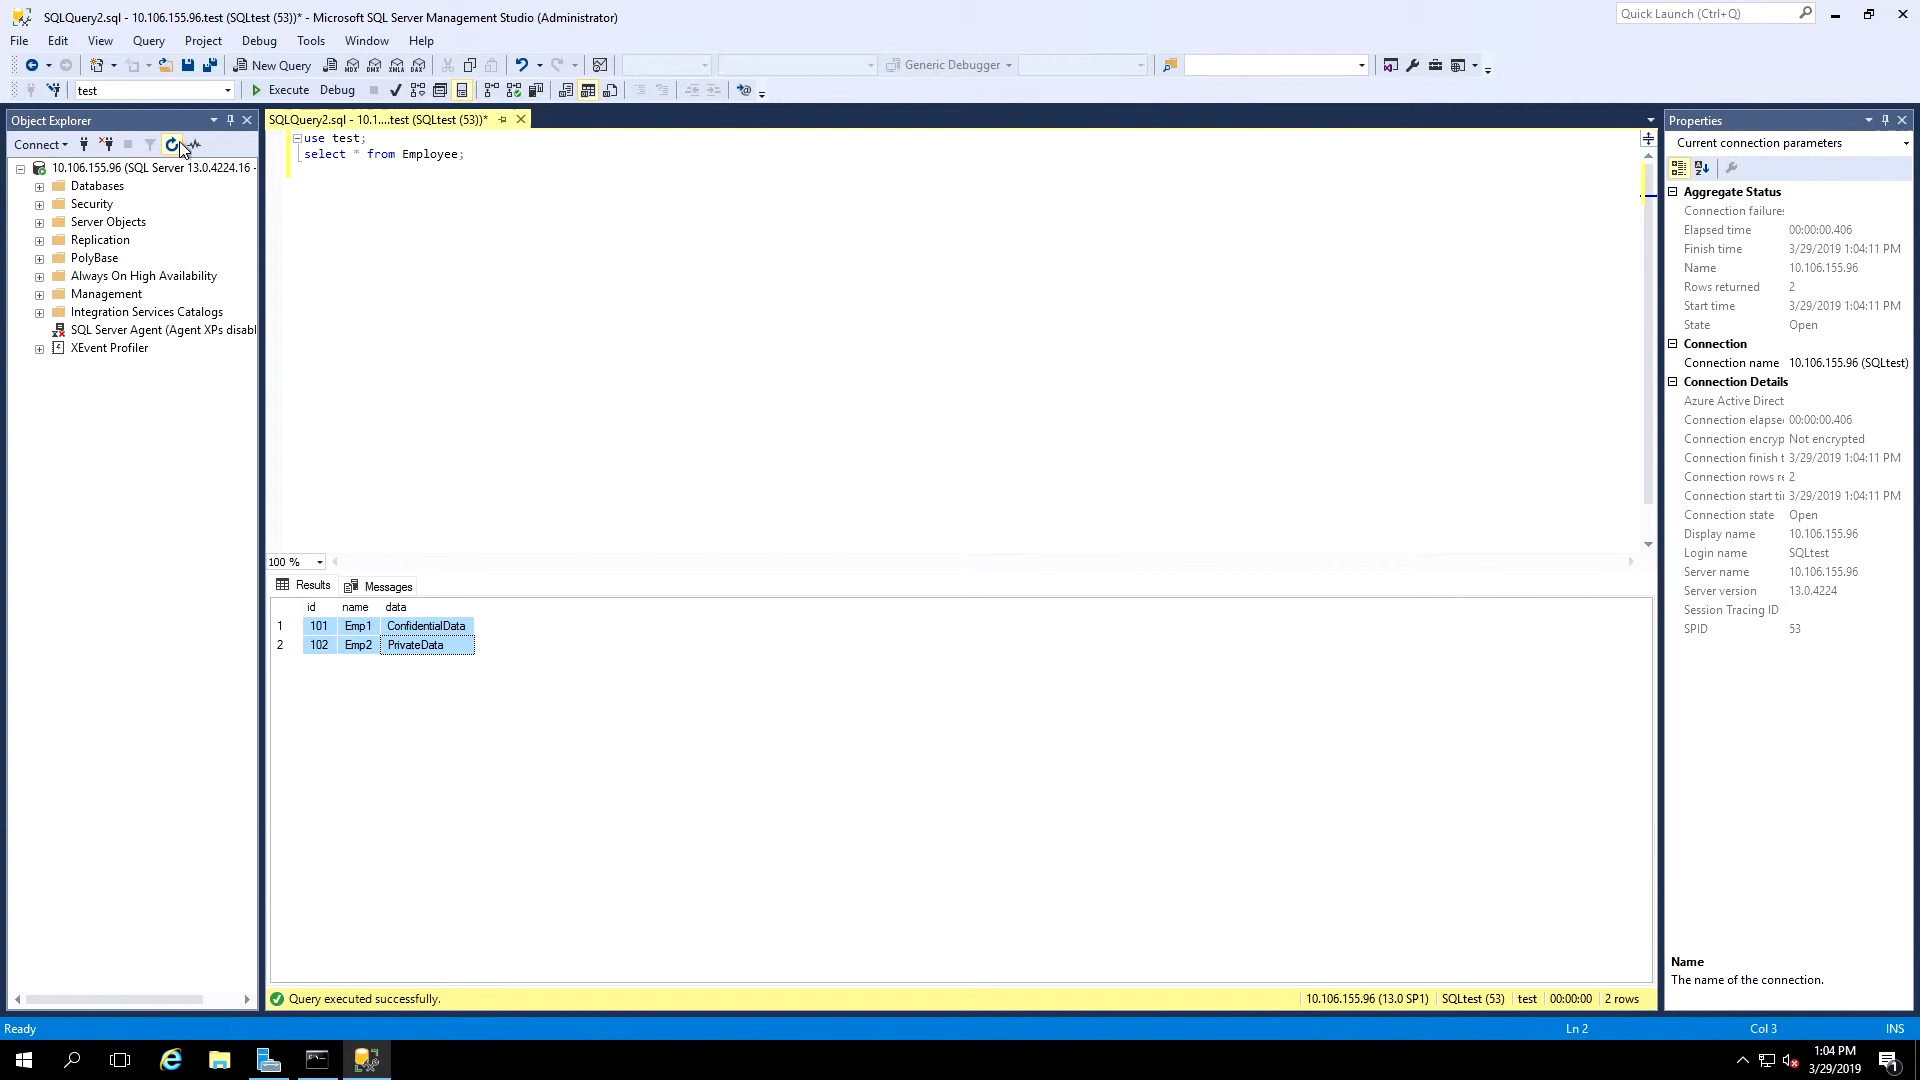 SQLQuery2.sql - 10.106.155.96.test (SQLtest (53))* - Microsoft SQL Server Management Studio (Administrator)
Quick Launch (Ctrl+Q)
File Edit View Query Project Debug Tools Window Help
New Query MDX DMX XMLA DAX Generic Debugger
test Execute Debug
Object Explorer
Connect
10.106.155.96 (SQL Server 13.0.4224.16 -
Databases
Security
Server Objects
Replication
PolyBase
Always On High Availability
Management
Integration Services Catalogs
SQL Server Agent (Agent XPs disabl
XEvent Profiler
SQLQuery2.sql - 10.1....test (SQLtest (53))*
use test;
select * from Employee;
100 %
Results Messages
id name data
1 101 Emp1 ConfidentialData
2 102 Emp2 PrivateData
Query executed successfully.
10.106.155.96 (13.0 SP1) SQLtest (53) test 00:00:00 2 rows
Properties
Current connection parameters
Aggregate Status
Connection failures
Elapsed time 00:00:00.406
Finish time 3/29/2019 1:04:11 PM
Name 10.106.155.96
Rows returned 2
Start time 3/29/2019 1:04:11 PM
State Open
Connection
Connection name 10.106.155.96 (SQLtest)
Connection Details
Azure Active Direct
Connection elapse 00:00:00.406
Connection encryp Not encrypted
Connection finish t 3/29/2019 1:04:11 PM
Connection rows re 2
Connection start ti 3/29/2019 1:04:11 PM
Connection state Open
Display name 10.106.155.96
Login name SQLtest
Server name 10.106.155.96
Server version 13.0.4224
Session Tracing ID
SPID 53
Name
The name of the connection.
Ready Ln 2 Col 3 INS
1:04 PM
3/29/2019
1